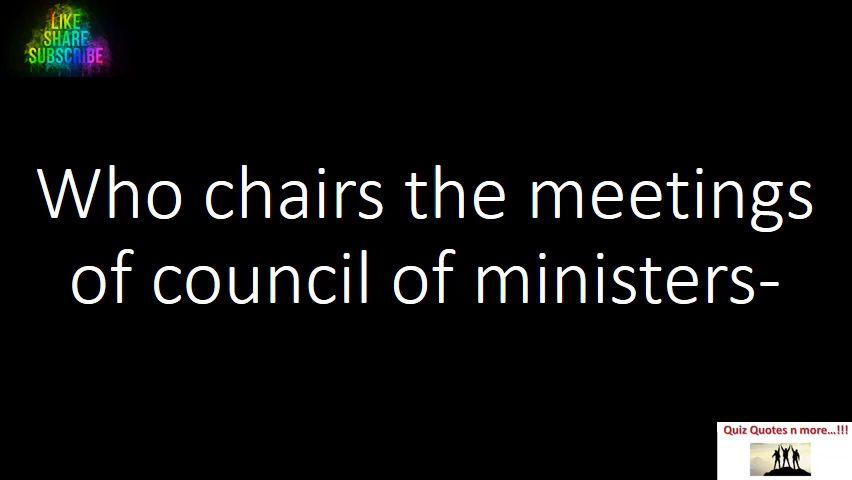 LIKE
SHARE
SUBSCRIBE
Who chairs the meetings
of council of ministers-
Quiz Quotes n more...!!!